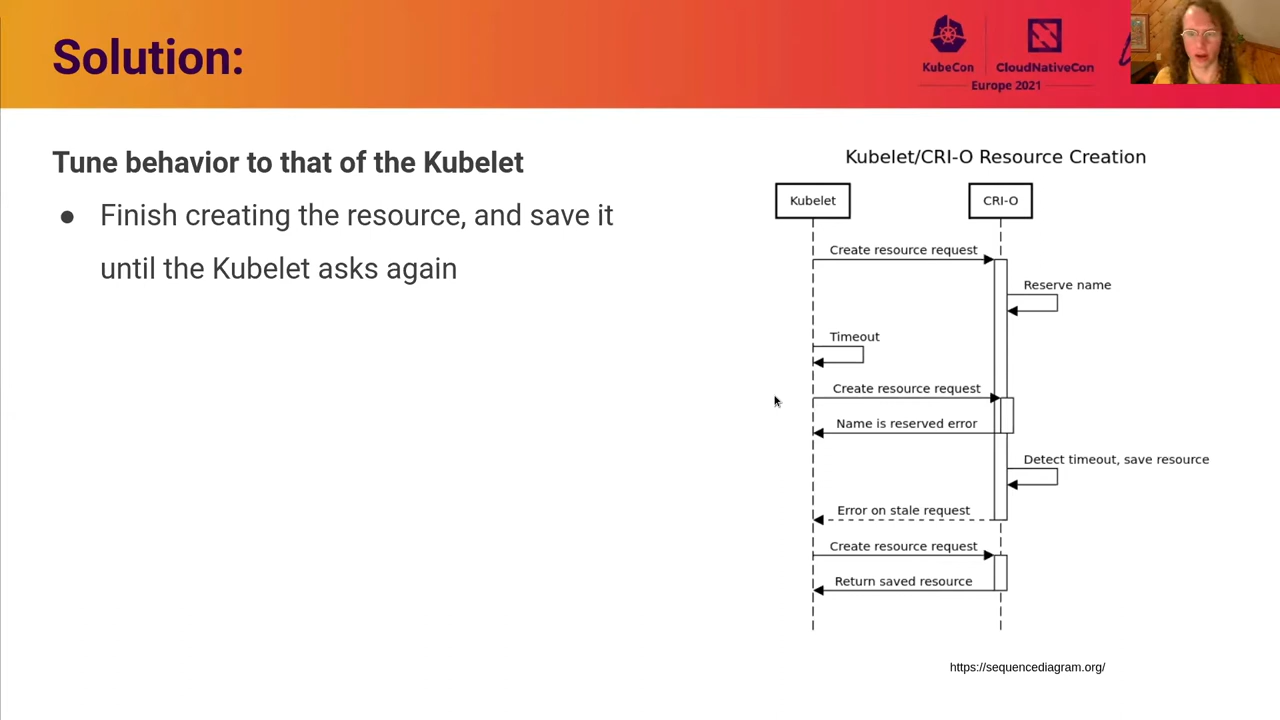 Solution:
KubeCon
CloudNativeCon
Europe 2021
Tune behavior to that of the Kubelet
● Finish creating the resource, and save it
until the Kubelet asks again
Kubelet/CRI-O Resource Creation
Kubelet
CRI-O
Create resource request
Reserve name
Timeout
Create resource request
Name is reserved error
Detect timeout, save resource
Error on stale request
Create resource request
Return saved resource
https://sequencediagram.org/